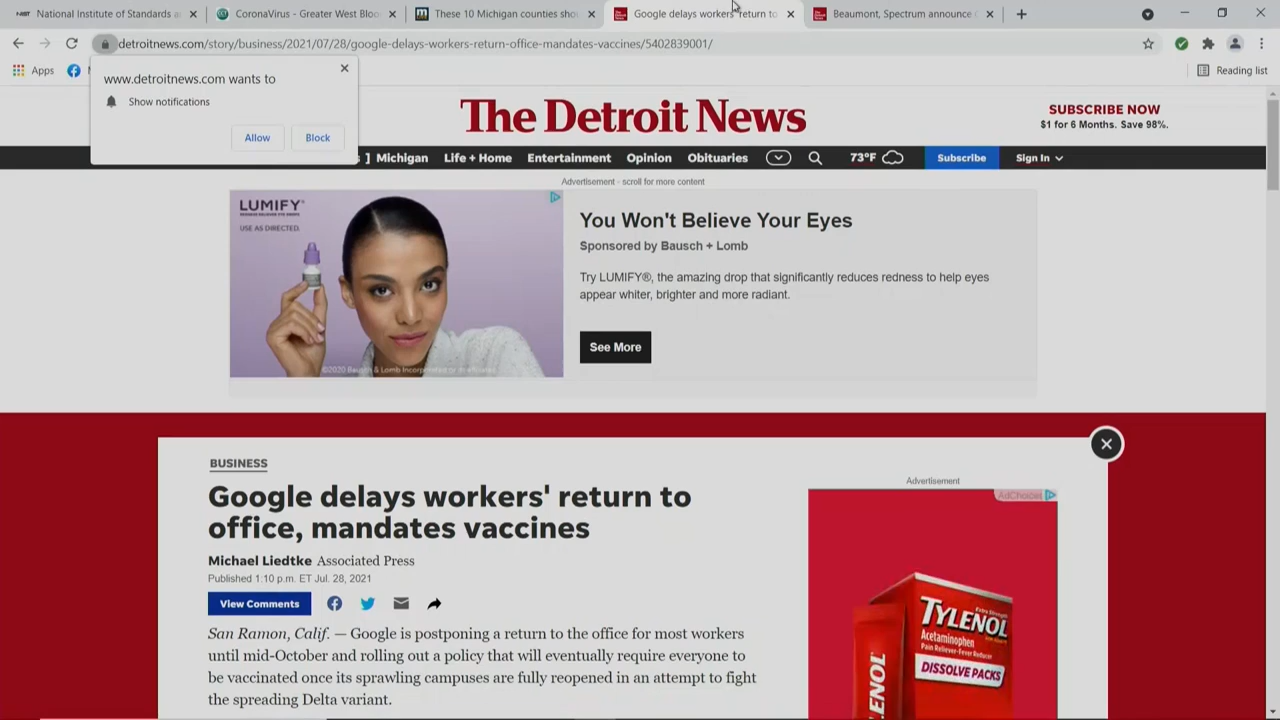 National Institute of Standards a
CoronaVirus - Greater West Bloo
These 10 Michigan counties sho
Google delays workers' return to
Beaumont, Spectrum announce
detroitnews.com/story/business/2021/07/28/google-delays-workers-return-office-mandates-vaccines/5402839001/
Apps
Reading list
www.detroitnews.com wants to
Show notifications
Allow
Block
The Detroit News
SUBSCRIBE NOW
$1 for 6 Months. Save 98%.
Michigan Life + Home Entertainment Opinion Obituaries 73°F Subscribe Sign In
Advertisement - scroll for more content
LUMIFY
USE AS DIRECTED.
You Won't Believe Your Eyes
Sponsored by Bausch + Lomb
Try LUMIFY®, the amazing drop that significantly reduces redness to help eyes
appear whiter, brighter and more radiant.
See More
©2020 Bausch & Lomb Incorporated
BUSINESS
Google delays workers' return to
office, mandates vaccines
Michael Liedtke Associated Press
Published 1:10 p.m. ET Jul. 28, 2021
View Comments
San Ramon, Calif. — Google is postponing a return to the office for most workers
until mid-October and rolling out a policy that will eventually require everyone to
be vaccinated once its sprawling campuses are fully reopened in an attempt to fight
the spreading Delta variant.
Advertisement
AdChoices
Extra Strength
TYLENOL
Acetaminophen
Pain Reliever-Fever Reducer
DISSOLVE PACKS